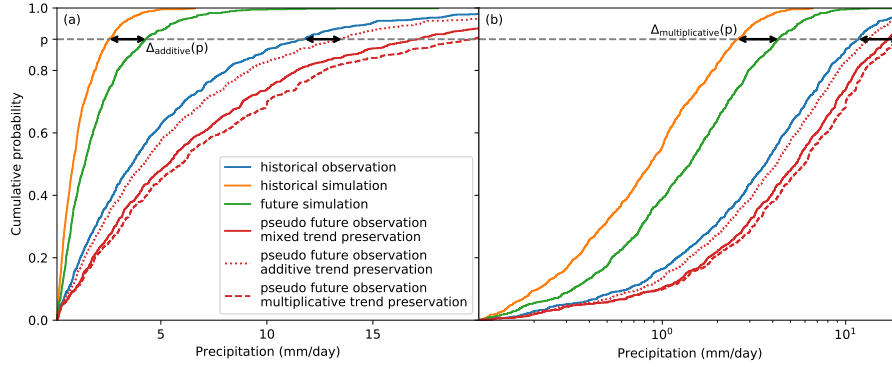 (a)
(b)
1.0
p
0.8
0.6
0.4
0.2
0.0
Cumulative probability
Δadditive(p)
Δmultiplicative(p)
historical observation
historical simulation
future simulation
pseudo future observation
mixed trend preservation
pseudo future observation
additive trend preservation
pseudo future observation
multiplicative trend preservation
5
10
15
Precipitation (mm/day)
10⁰
10¹
Precipitation (mm/day)